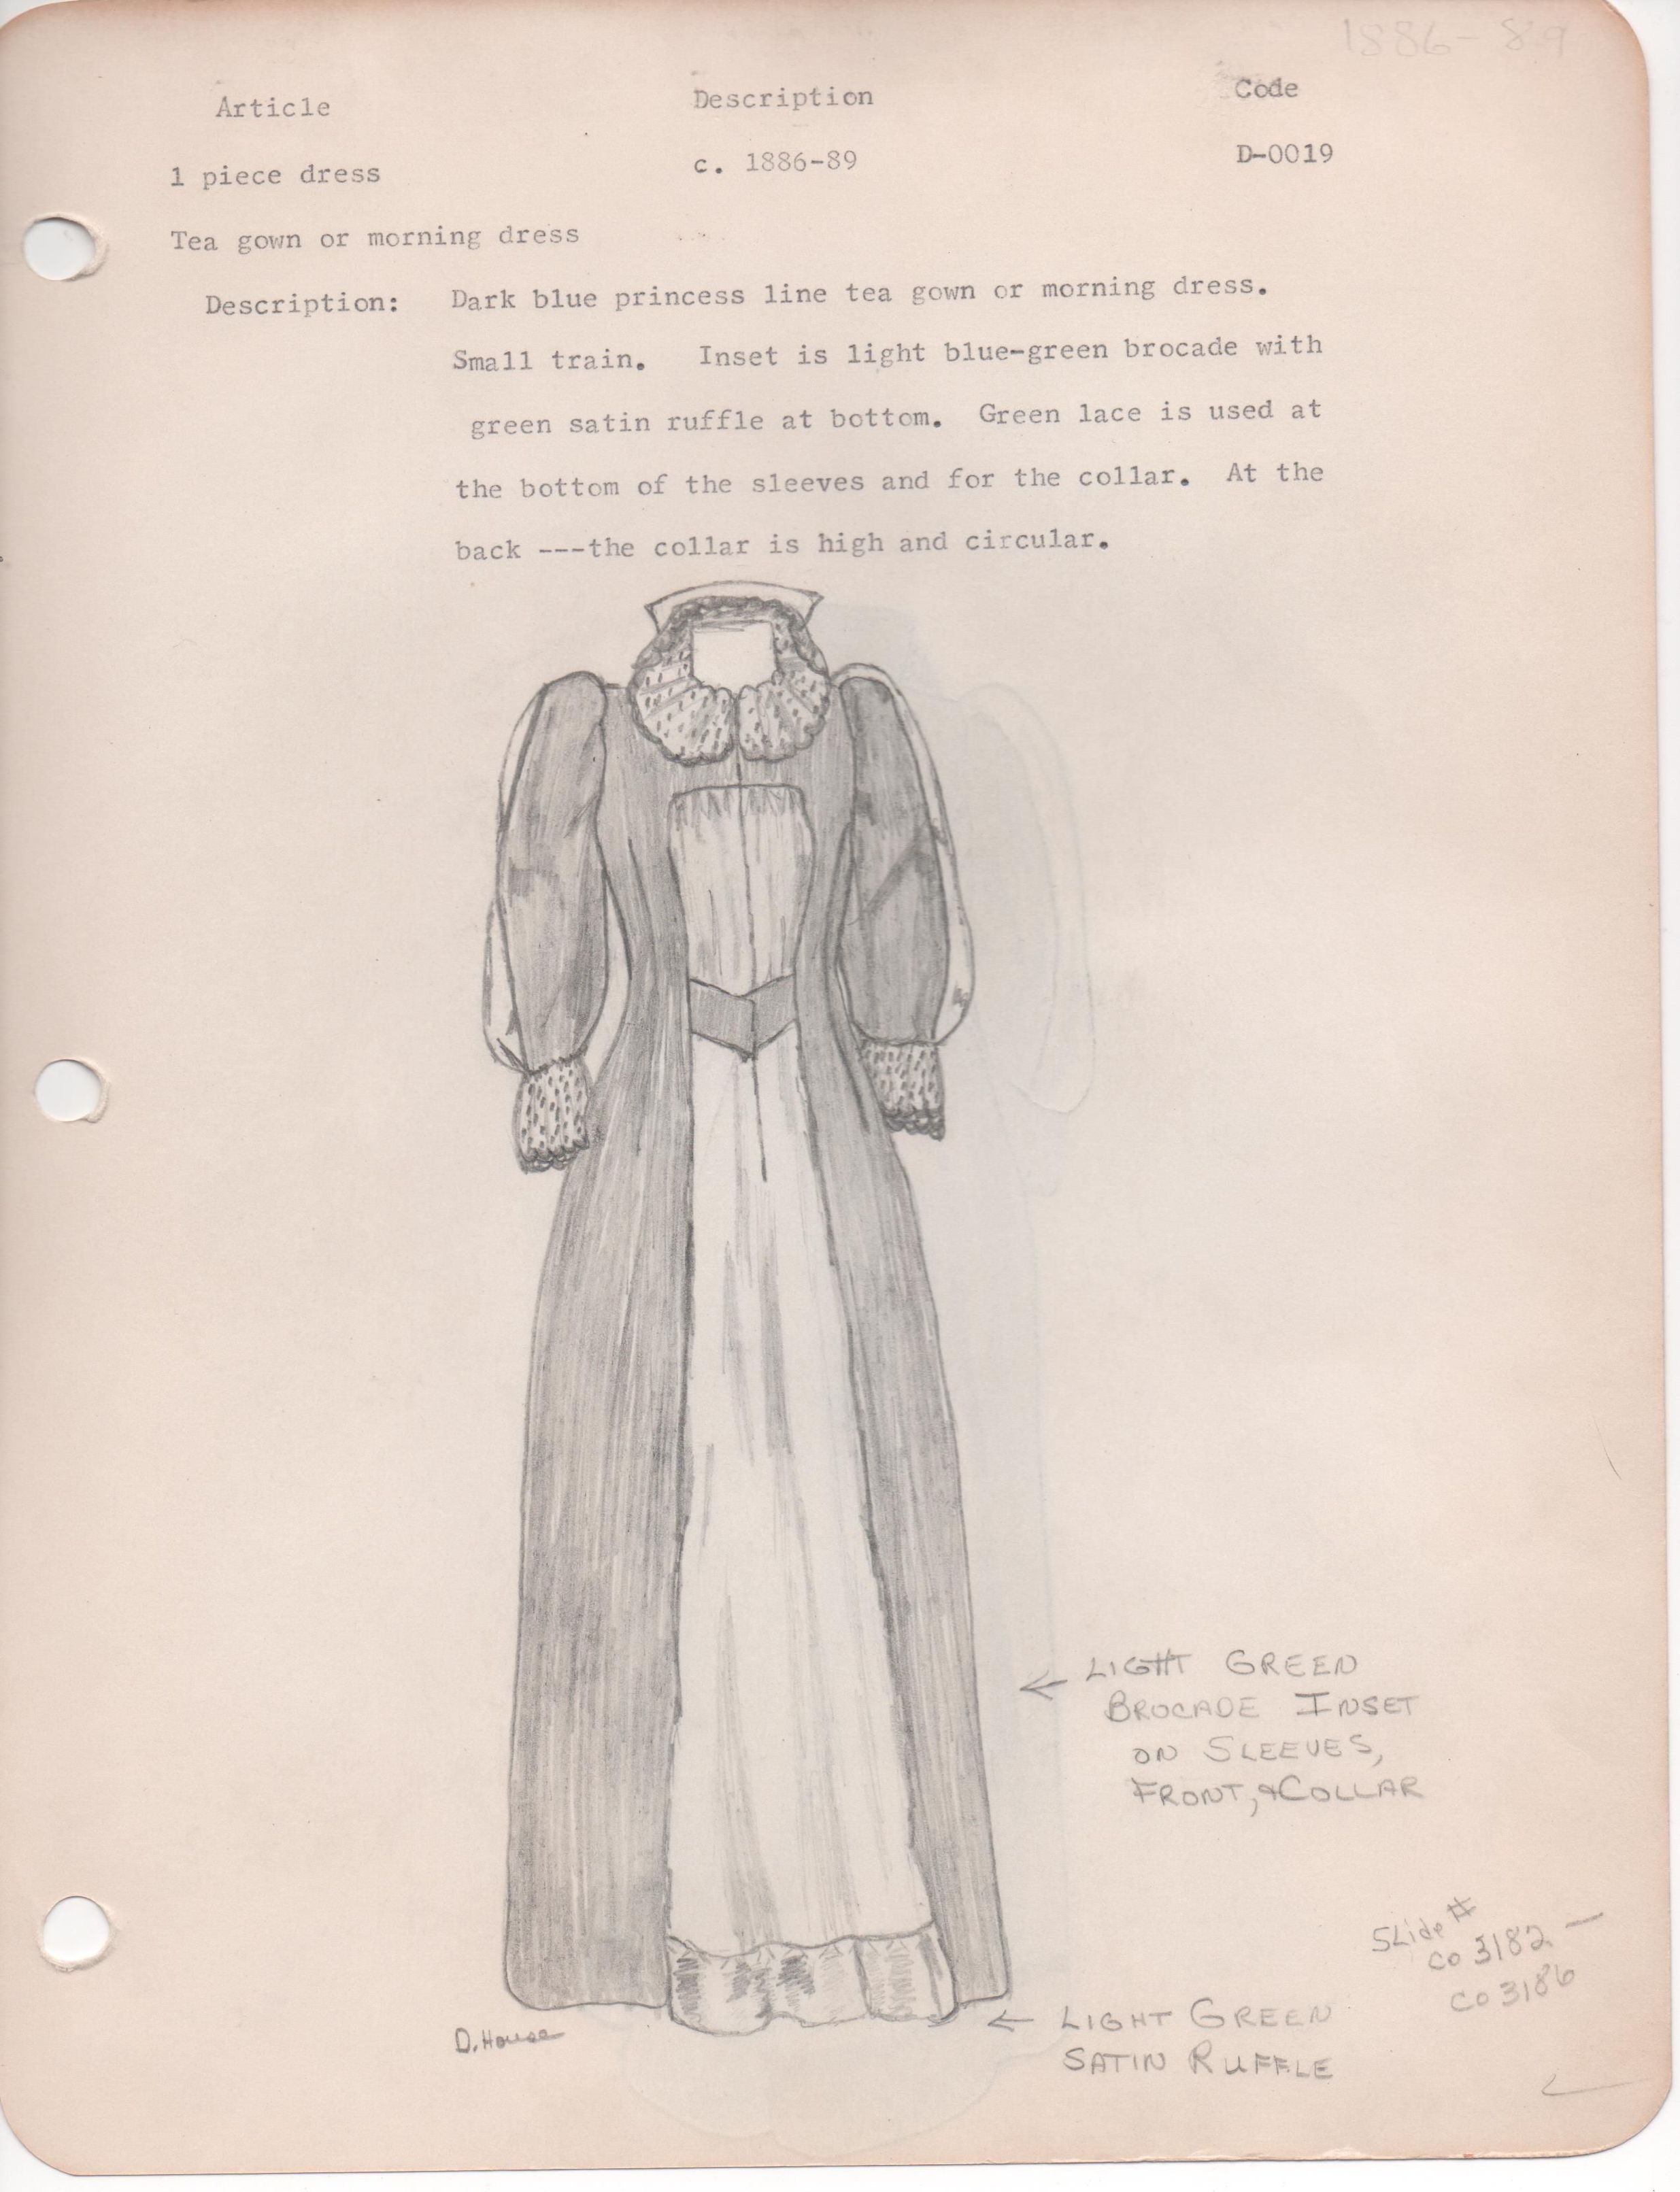 1886-89
Article Description Code
1 piece dress c. 1886-89 D-0019
Tea gown or morning dress
Description: Dark blue princess line tea gown or morning dress.
Small train. Inset is light blue-green brocade with
green satin ruffle at bottom. Green lace is used at
the bottom of the sleeves and for the collar. At the
back ---the collar is high and circular.
← LIGHT GREEN
BROCADE INSET
ON SLEEVES,
FRONT, & COLLAR
Slide #
Co 3182 —
Co 3186
← LIGHT GREEN
SATIN RUFFLE
D. House